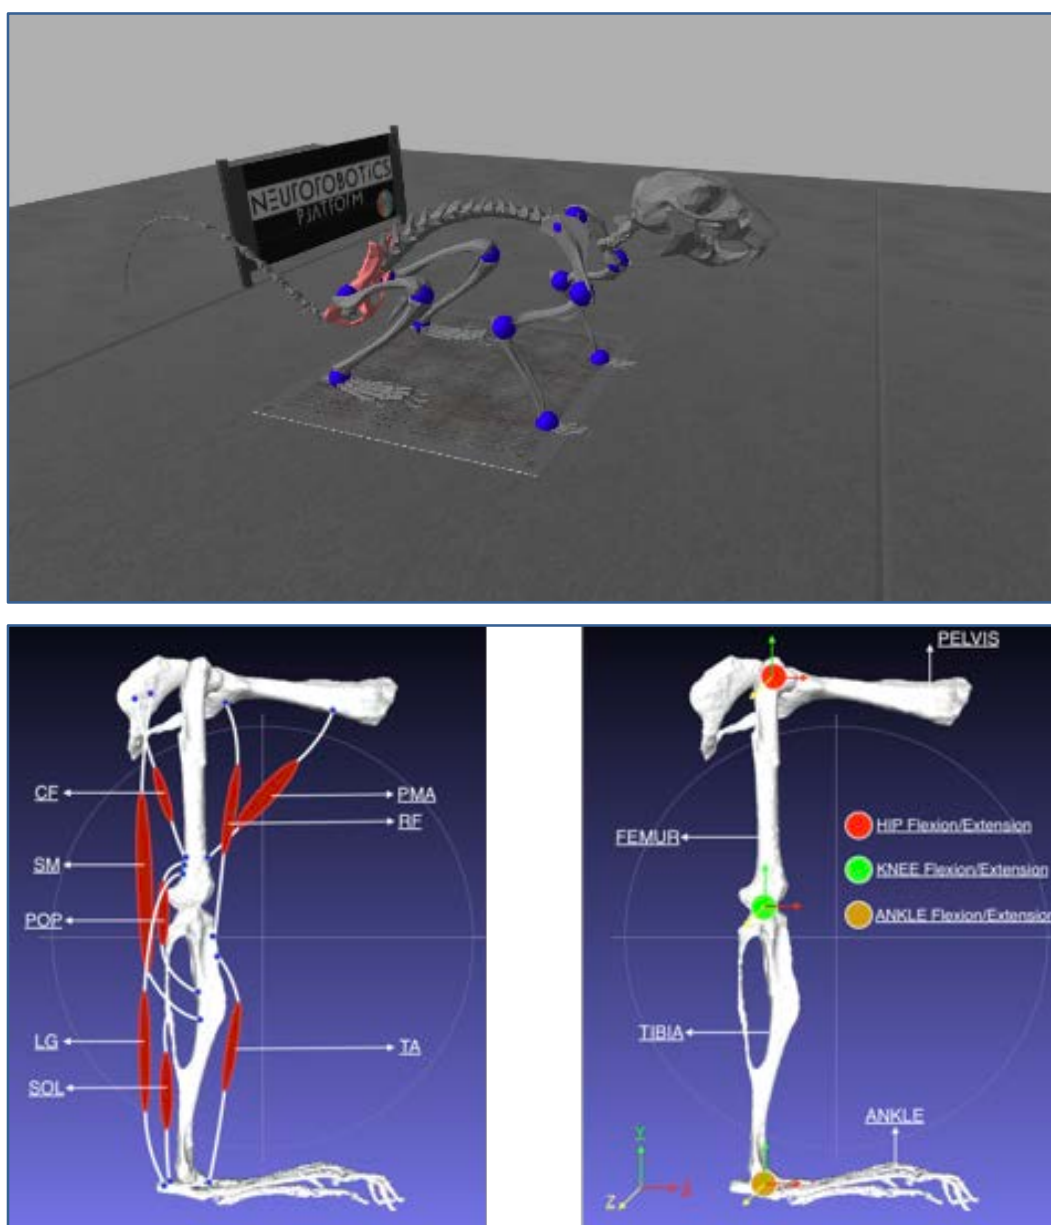 NEUROROBOTICS
PLATFORM
CF
PMA
RF
SM
POP
LG
TA
SOL
PELVIS
FEMUR
HIP Flexion/Extension
KNEE Flexion/Extension
ANKLE Flexion/Extension
TIBIA
ANKLE
Y
X
Z